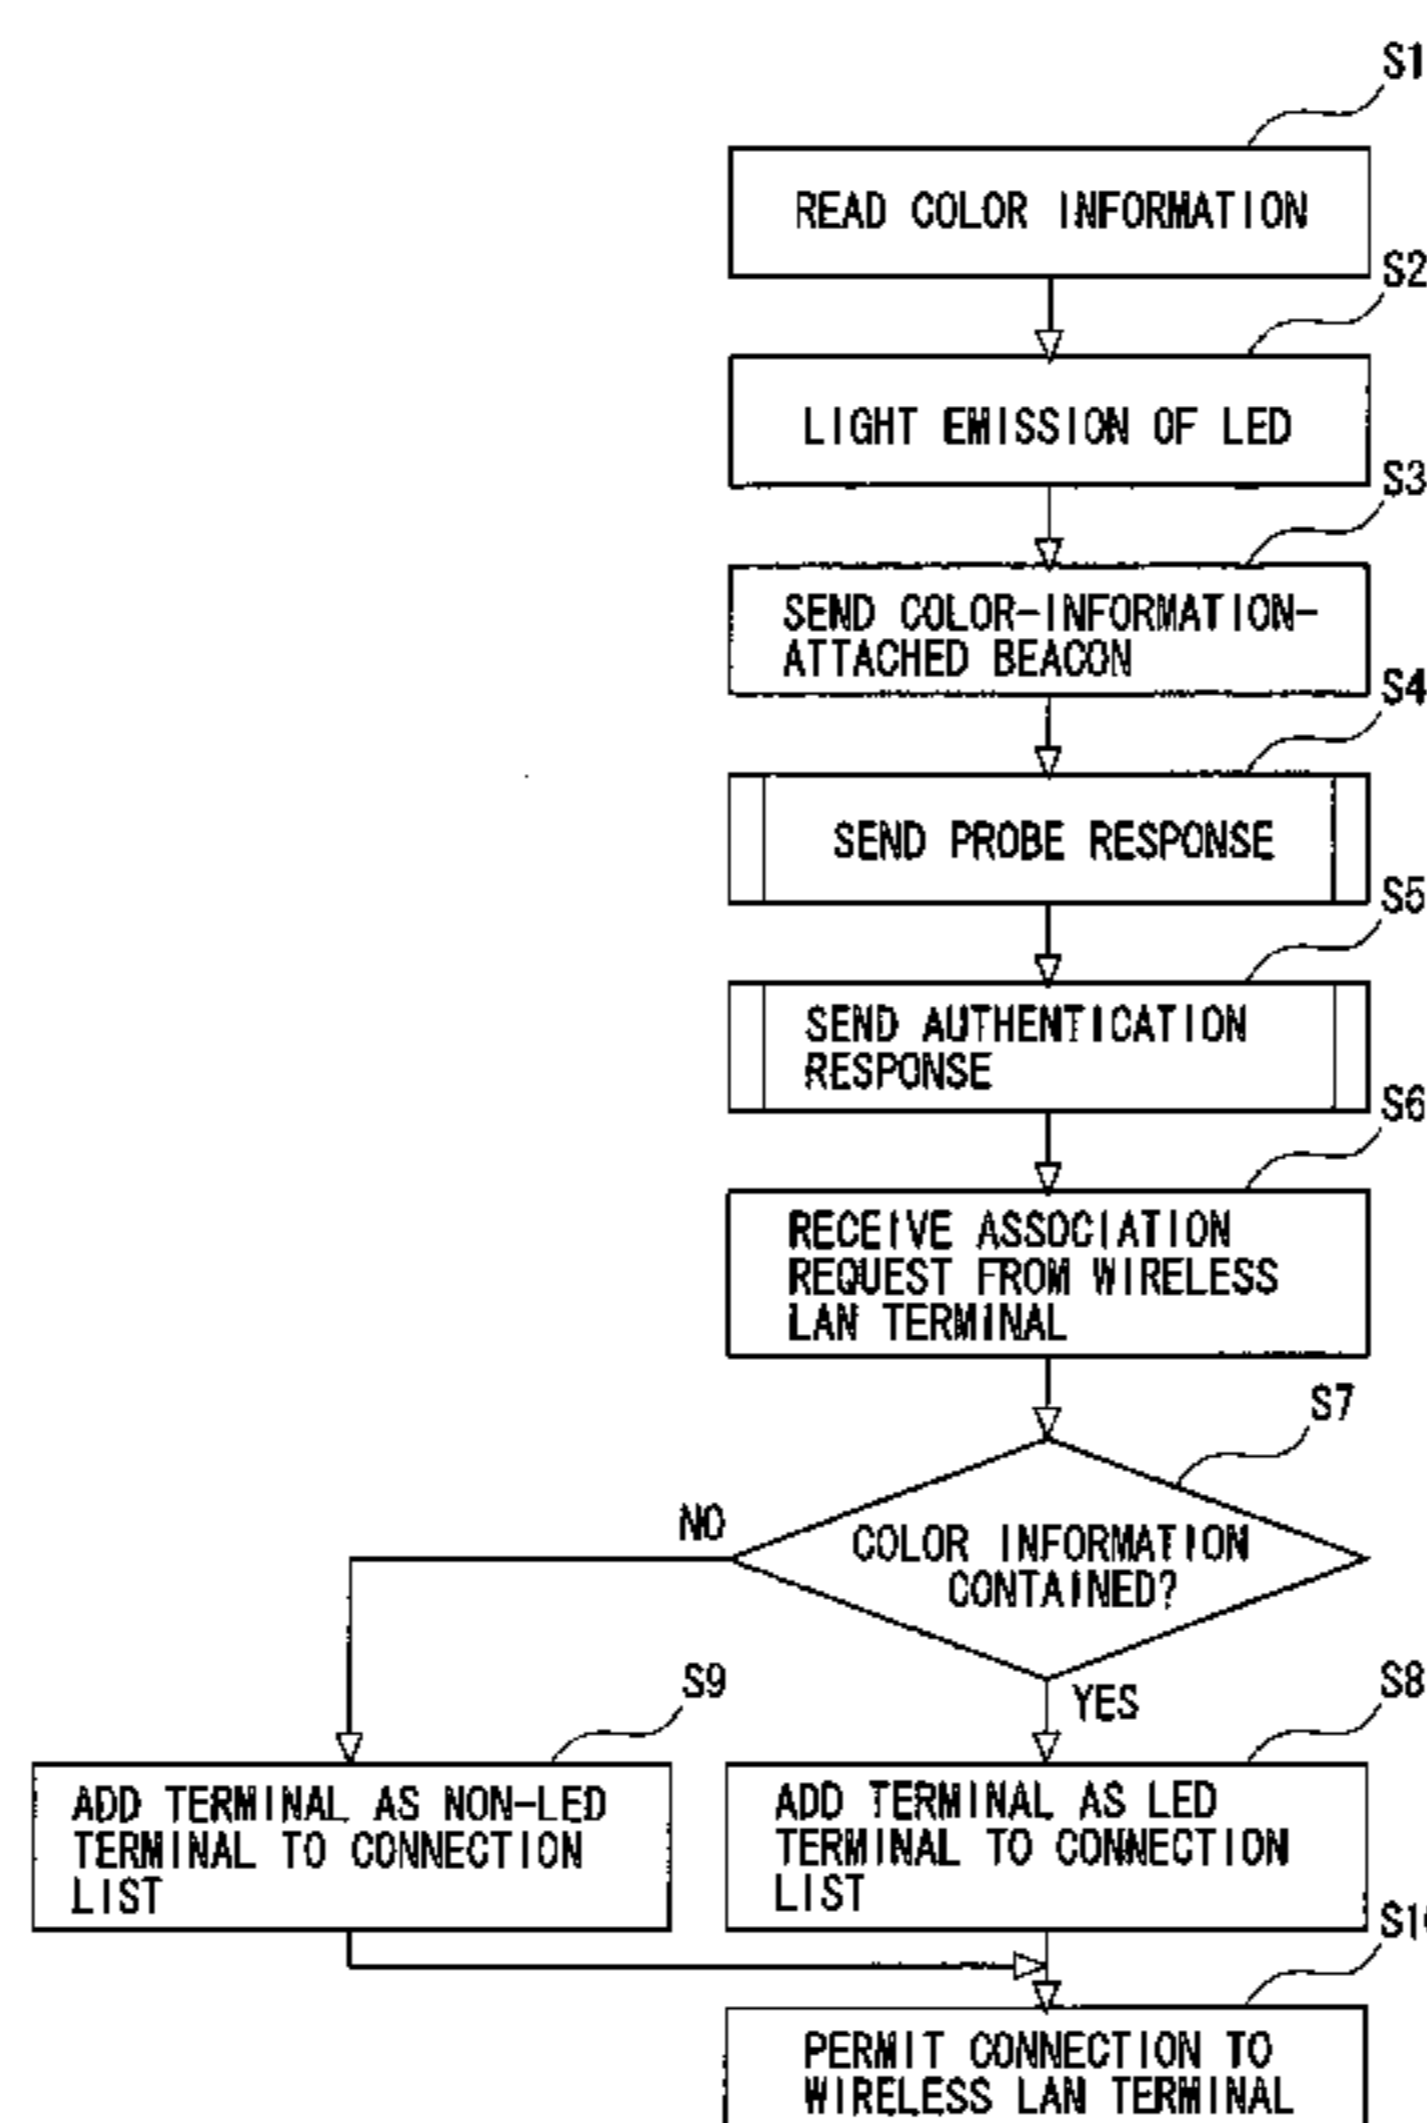 S1
READ COLOR INFORMATION
S2
LIGHT EMISSION OF LED
S3
SEND COLOR-INFORMATION-
ATTACHED BEACON
S4
SEND PROBE RESPONSE
S5
SEND AUTHENTICATION
RESPONSE
S6
RECEIVE ASSOCIATION
REQUEST FROM WIRELESS
LAN TERMINAL
S7
NO
COLOR INFORMATION
CONTAINED?
YES
S9
ADD TERMINAL AS NON-LED
TERMINAL TO CONNECTION
LIST
S8
ADD TERMINAL AS LED
TERMINAL TO CONNECTION
LIST
S10
PERMIT CONNECTION TO
WIRELESS LAN TERMINAL